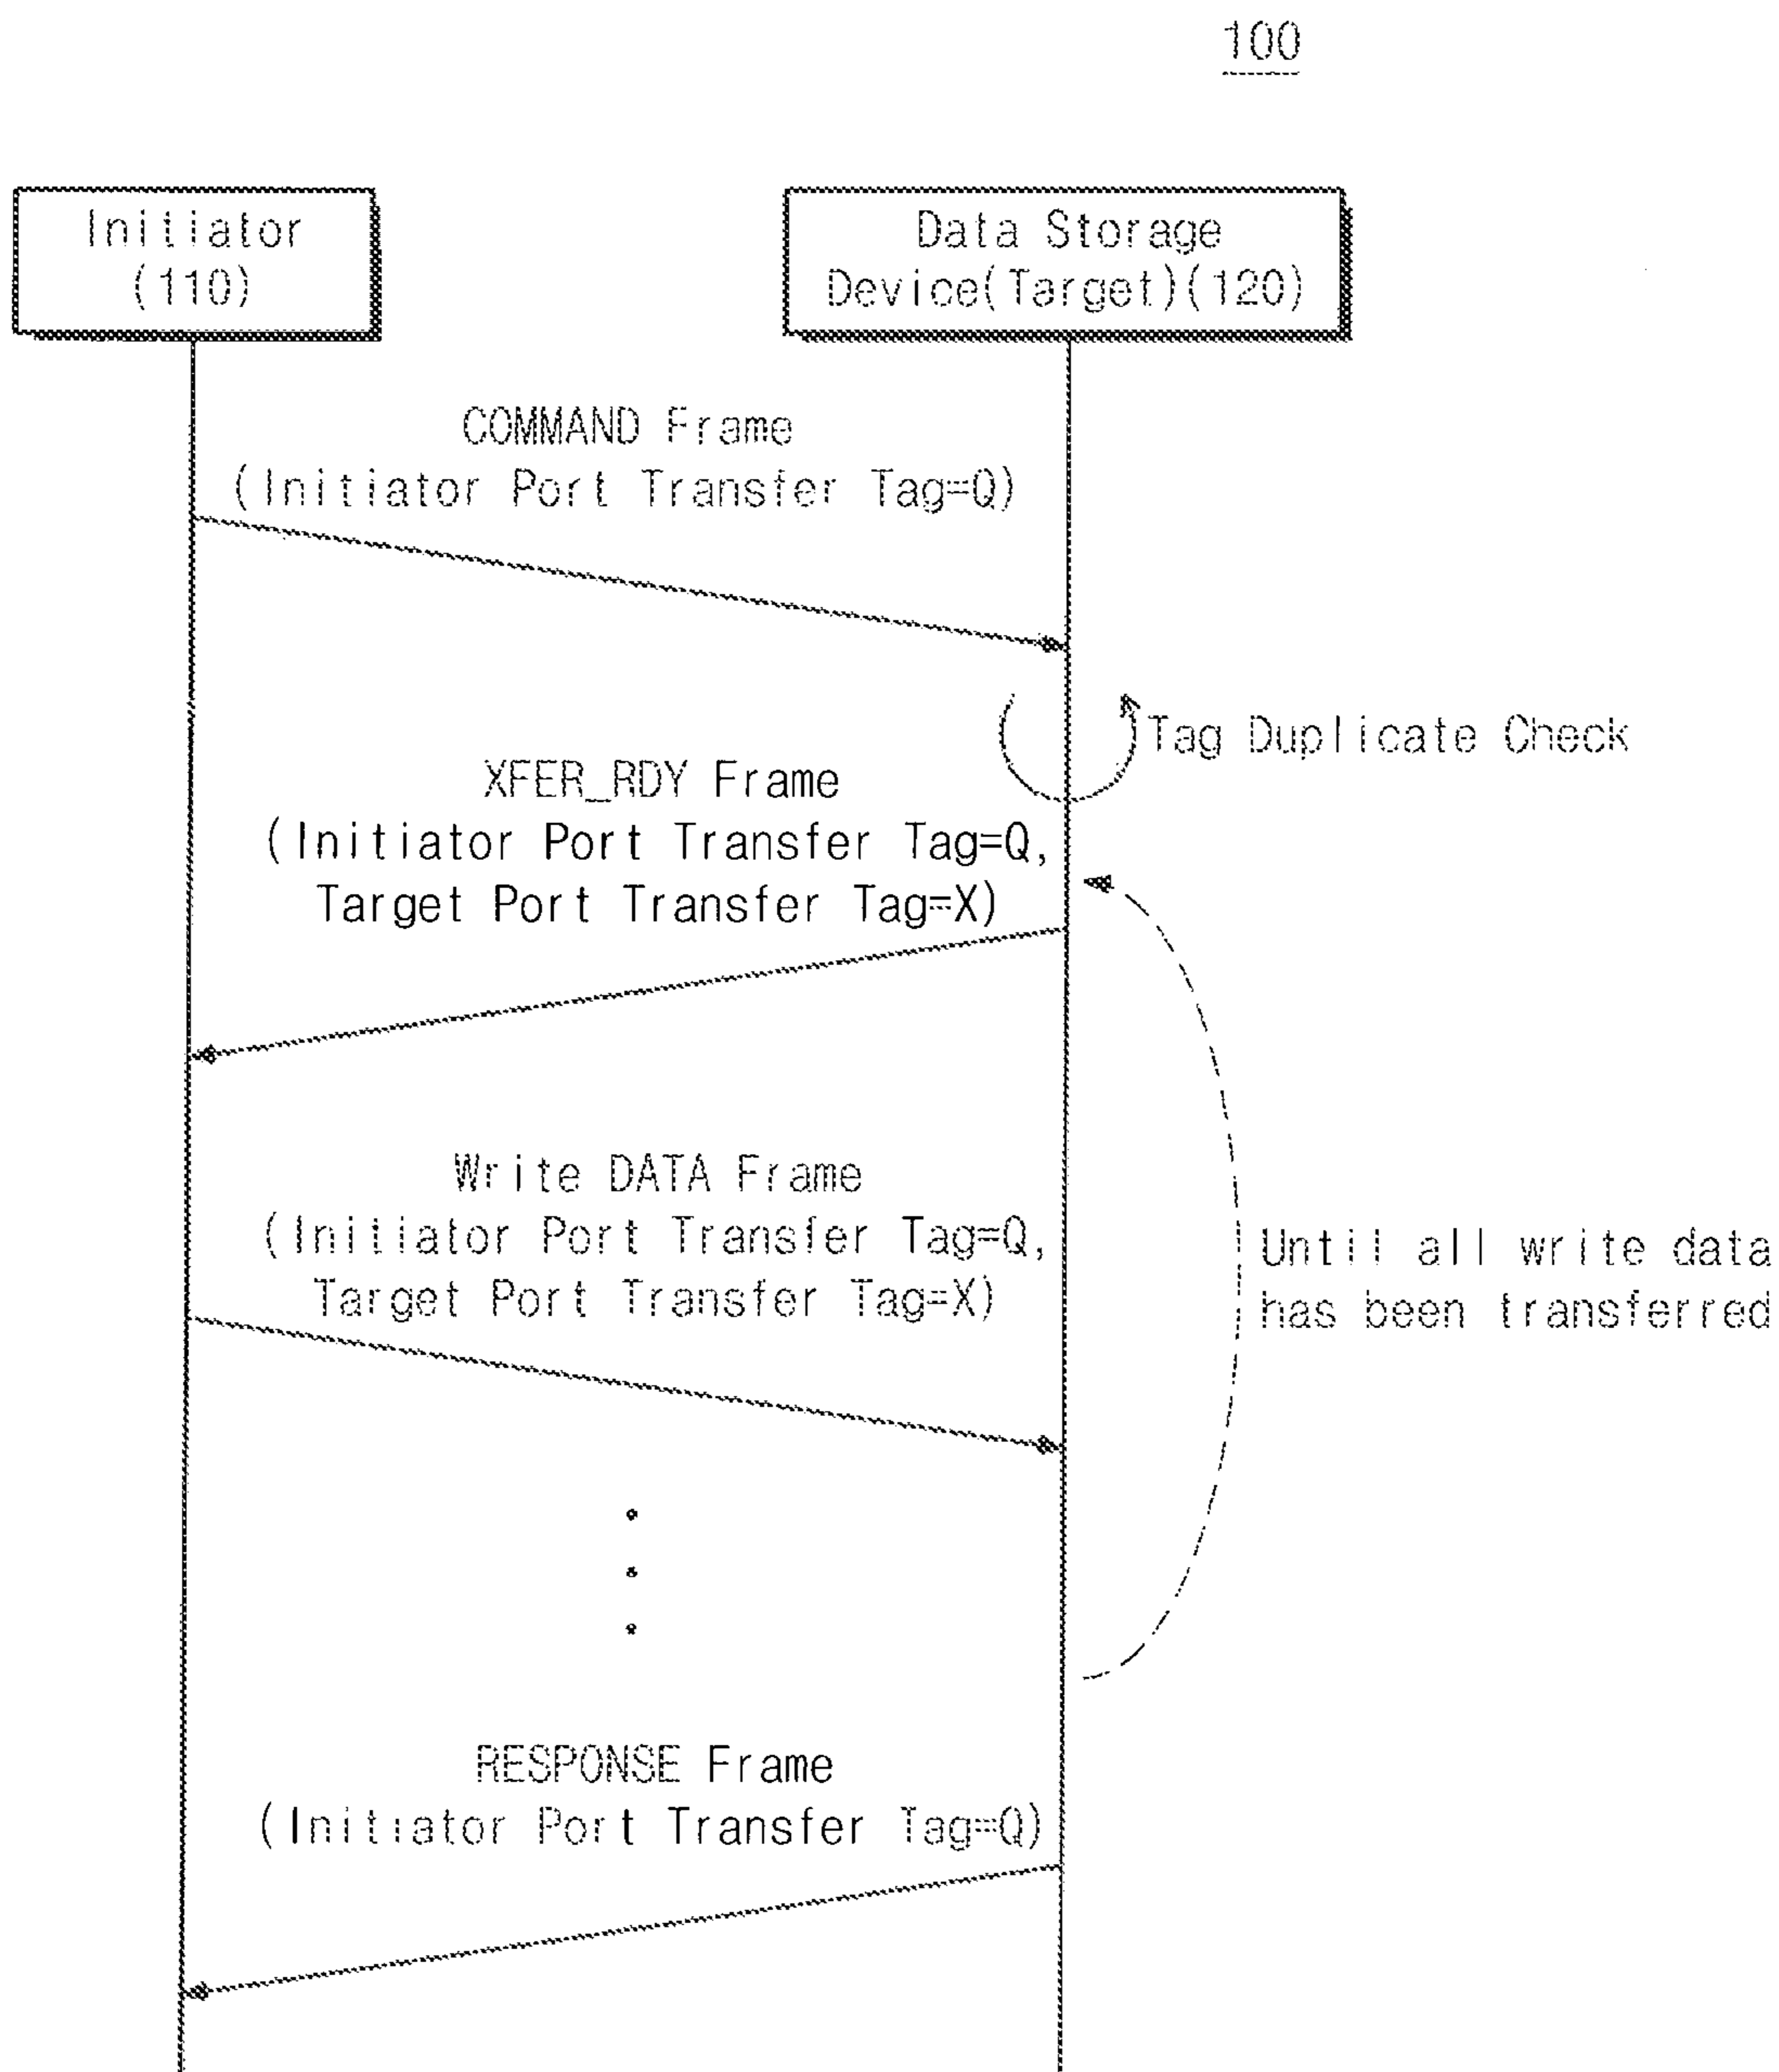 100
Initiator
(110)
Data Storage
Device(Target)(120)
COMMAND Frame
(Initiator Port Transfer Tag=Q)
Tag Duplicate Check
XFER_RDY Frame
(Initiator Port Transfer Tag=Q,
Target Port Transfer Tag=X)
Write DATA Frame
(Initiator Port Transfer Tag=Q,
Target Port Transfer Tag=X)
Until all write data
has been transferred
RESPONSE Frame
(Initiator Port Transfer Tag=Q)